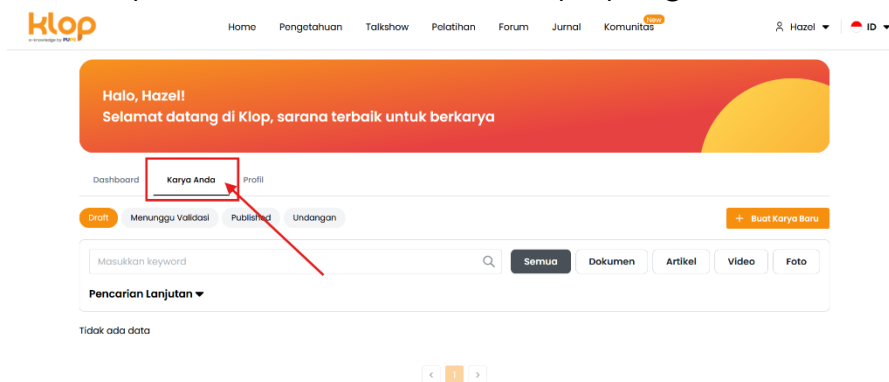 Klop
Home Pengetahuan Talkshow Pelatihan Forum Jurnal Komunitas New Hazel ID
Halo, Hazel!
Selamat datang di Klop, sarana terbaik untuk berkarya
Dashboard Karya Anda Profil
Draft Menunggu Validasi Published Undangan + Buat Karya Baru
Masukkan keyword Semua Dokumen Artikel Video Foto
Pencarian Lanjutan
Tidak ada data
< 1 >